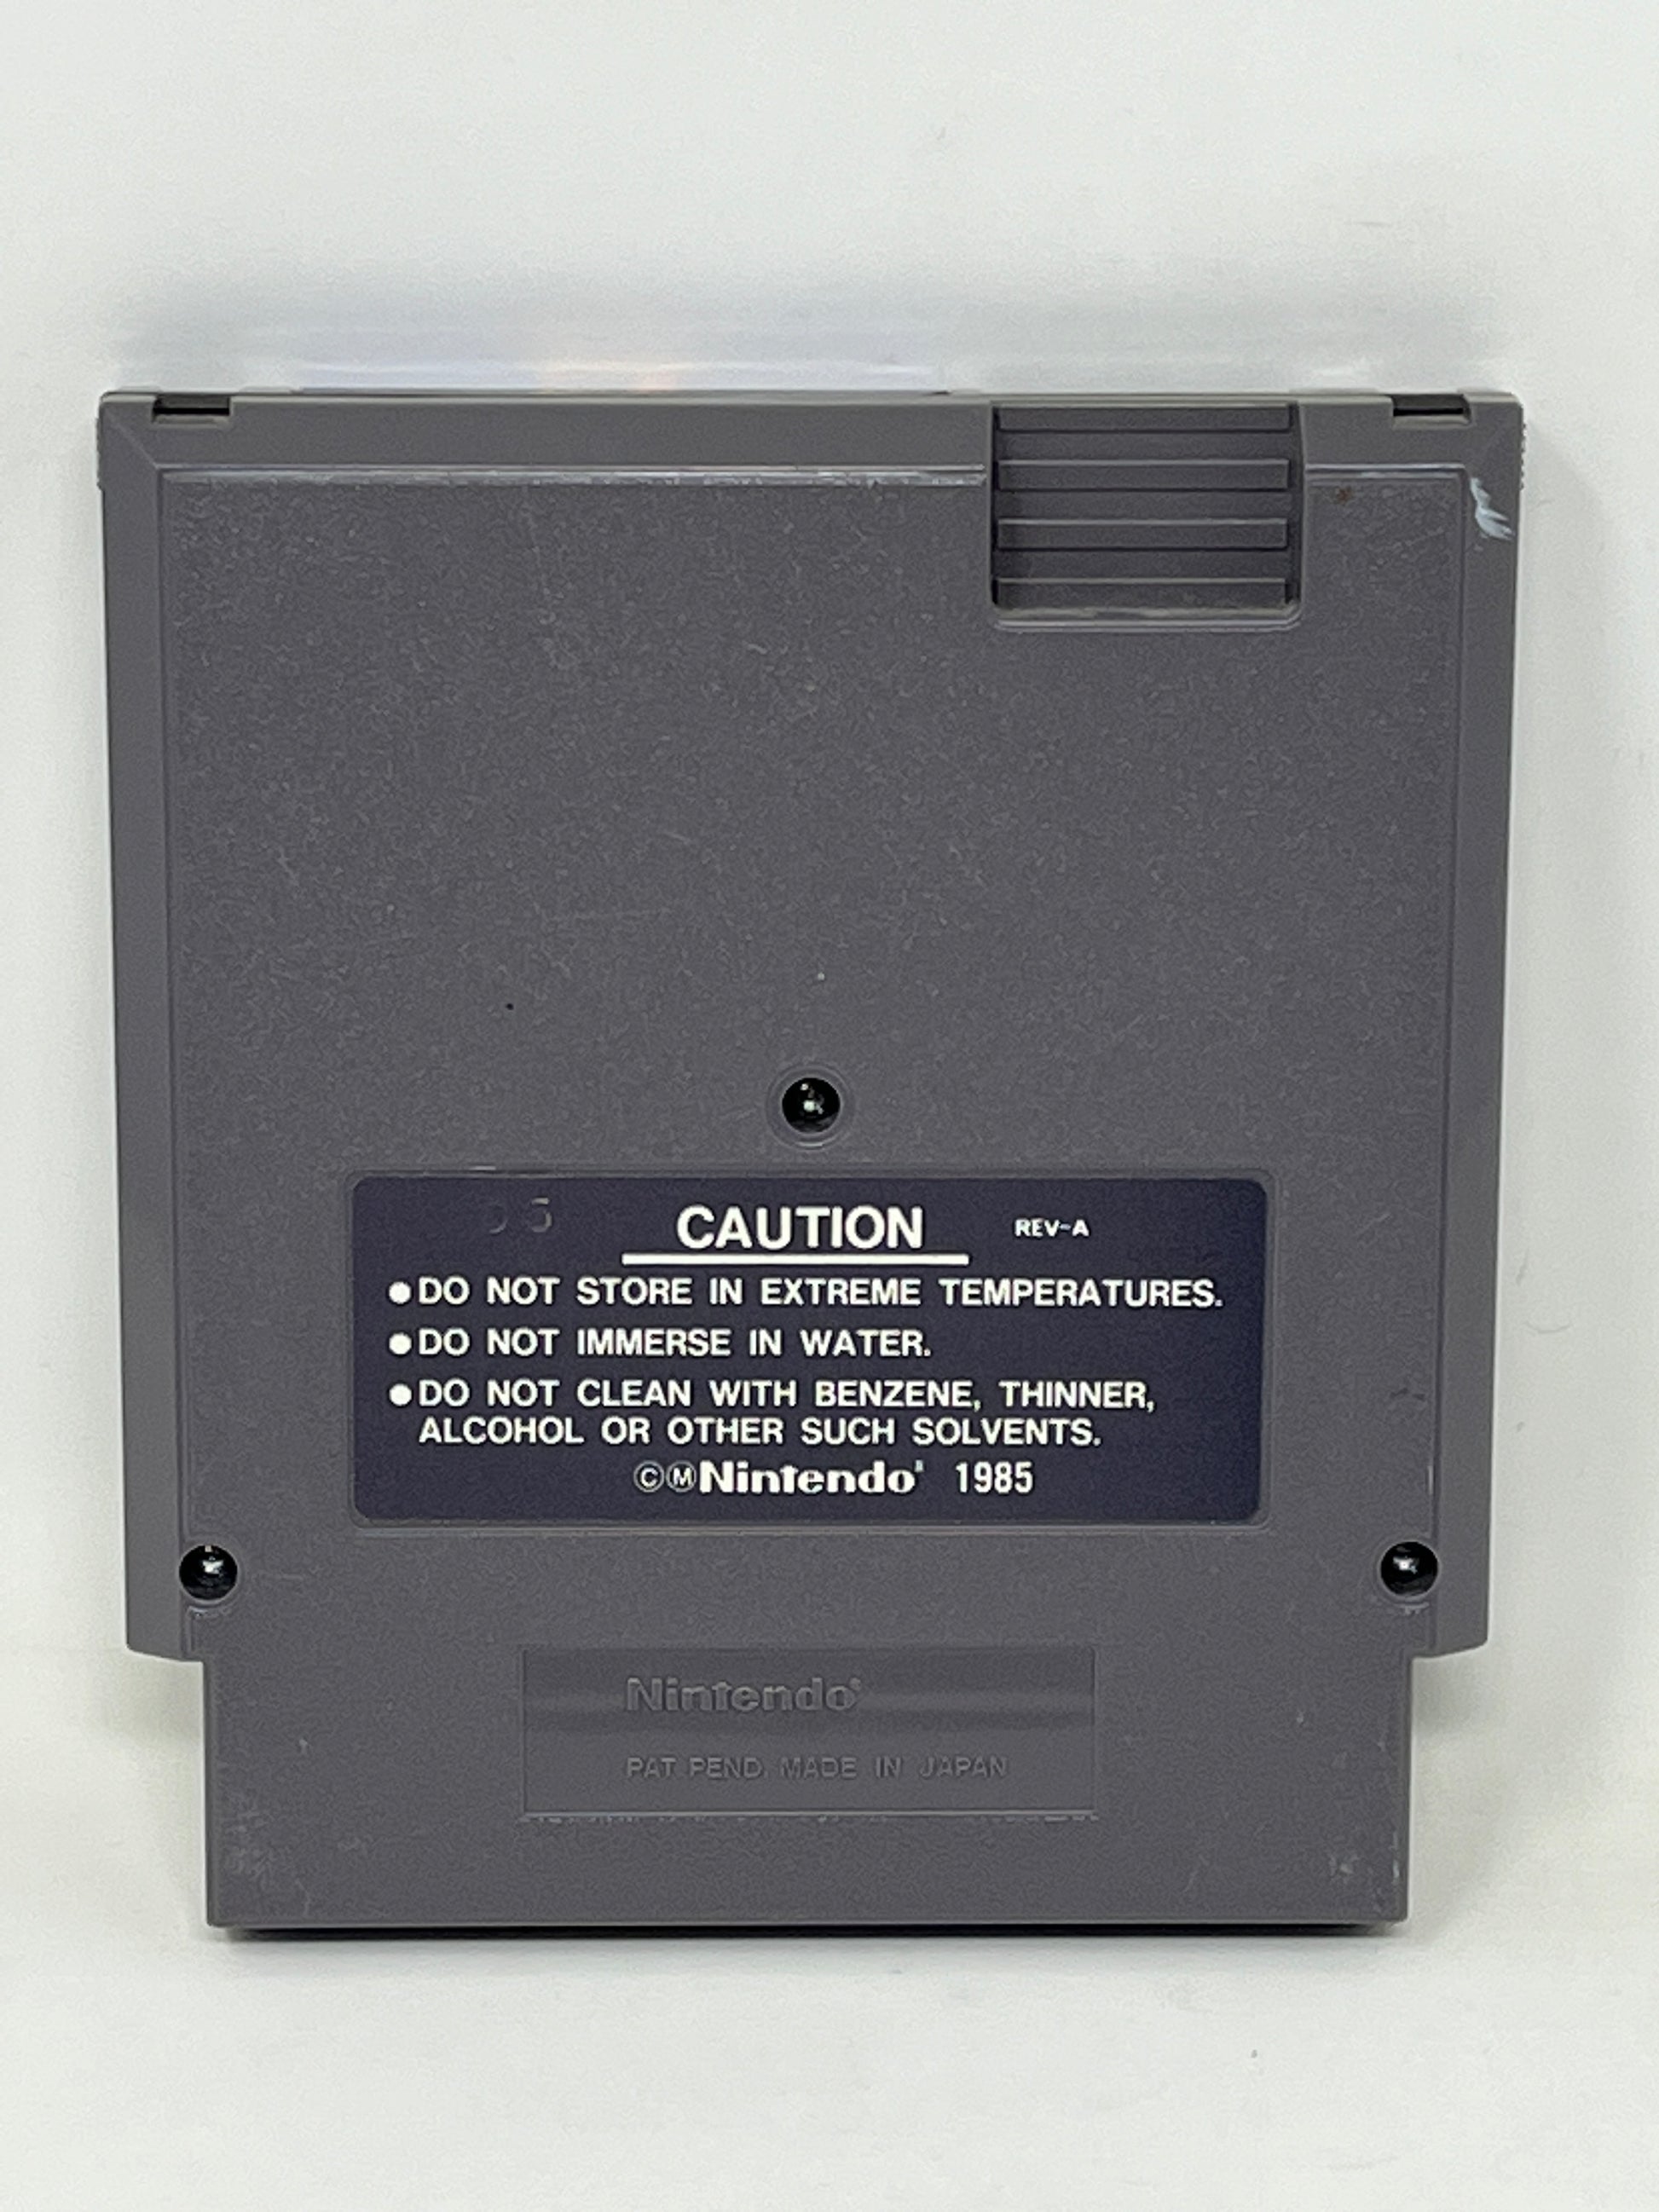 CAUTION REV-A
●DO NOT STORE IN EXTREME TEMPERATURES.
●DO NOT IMMERSE IN WATER.
●DO NOT CLEAN WITH BENZENE, THINNER,
ALCOHOL OR OTHER SUCH SOLVENTS.
©ⓂNintendo® 1985
Nintendo®
PAT PEND. MADE IN JAPAN